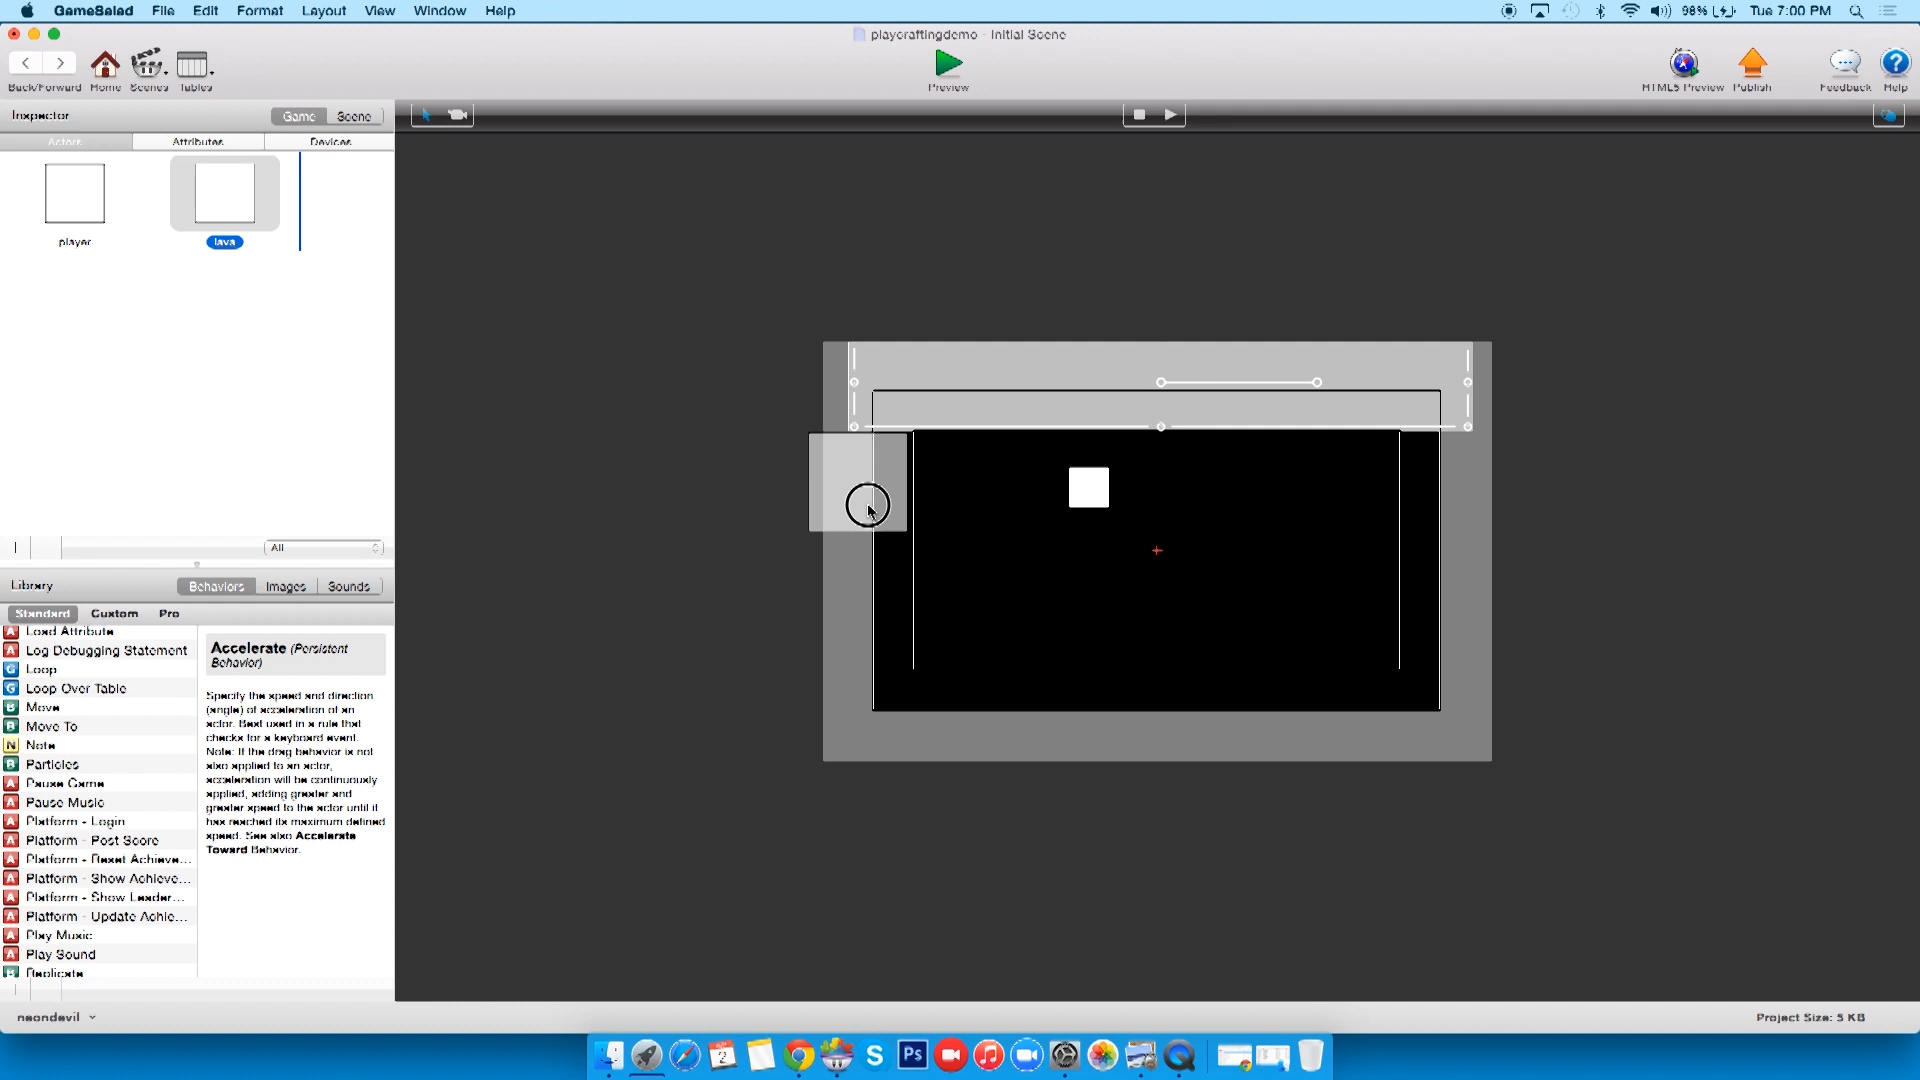 GameSalad File Edit Format Layout View Window Help
98% Tue 7:00 PM
playcraftingdemo - Initial Scene
Back/Forward Home Scenes Tables
Preview
HTML5 Preview Publish Feedback Help
Inspector Game Scene
Actors Attributes Devices
player lava
All
Library Behaviors Images Sounds
Standard Custom Pro
Load Attribute
Log Debugging Statement
Loop
Loop Over Table
Move
Move To
Note
Particles
Pause Game
Pause Music
Platform - Login
Platform - Post Score
Platform - Reset Achieve...
Platform - Show Achieve...
Platform - Show Leader...
Platform - Update Achie...
Play Music
Play Sound
Replicate
Accelerate (Persistent
Behavior)
Specify the speed and direction
(angle) of acceleration of an
actor. Best used in a rule that
checks for a keyboard event.
Note: If the drag behavior is not
also applied to an actor,
acceleration will be continuously
applied, adding greater and
greater speed to the actor until it
has reached its maximum defined
speed. See also Accelerate
Toward Behavior.
neondevil
Project Size: 5 KB
2
S
Ps